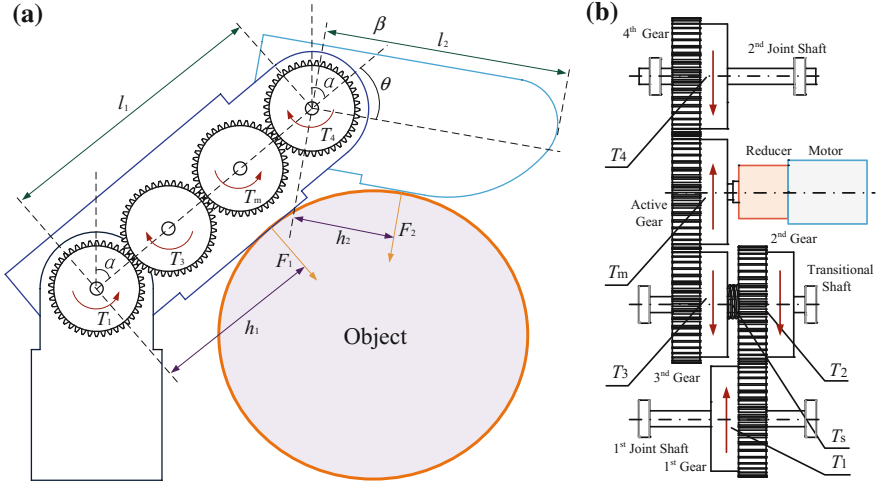 (a)
β
l2
l1
α
θ
T4
Tm
T3
α
T1
F1
h2
F2
h1
Object
(b)
4th Gear
2nd Joint Shaft
T4
Reducer
Motor
Active
Gear
2nd Gear
Tm
Transitional
Shaft
T3
3nd Gear
T2
1st Joint Shaft
1st Gear
Ts
T1